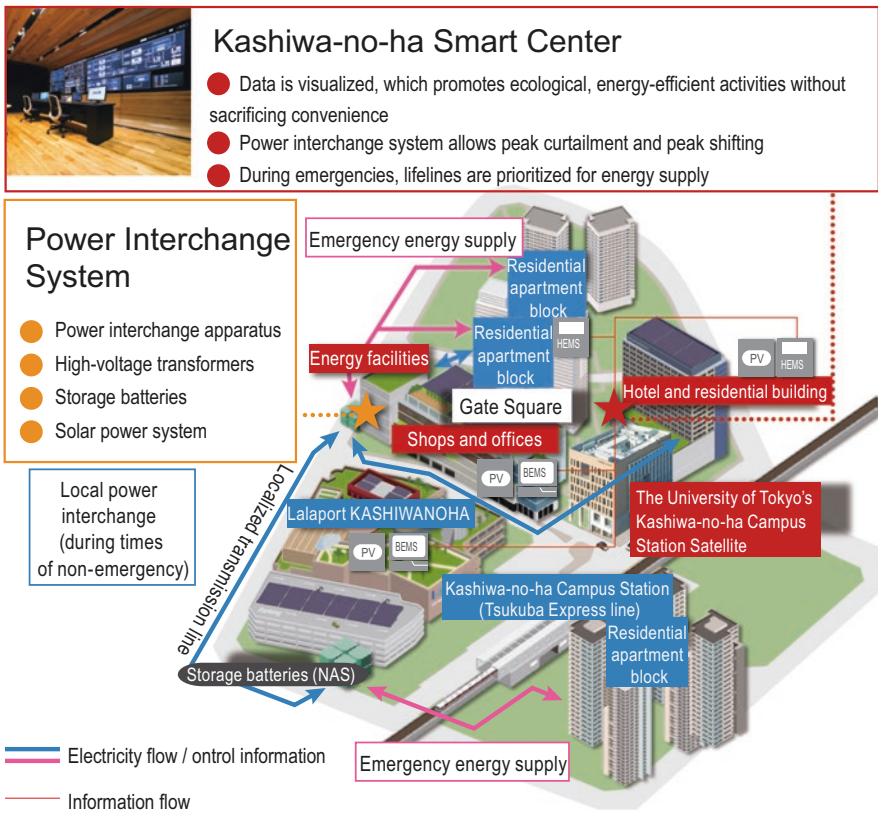 Kashiwa-no-ha Smart Center
Data is visualized, which promotes ecological, energy-efficient activities without
sacrificing convenience
Power interchange system allows peak curtailment and peak shifting
During emergencies, lifelines are prioritized for energy supply
Power Interchange
System
Power interchange apparatus
High-voltage transformers
Storage batteries
Solar power system
Emergency energy supply
Residential
apartment
block
Residential
apartment
block
HEMS
PV
HEMS
Energy facilities
Hotel and residential building
Gate Square
Shops and offices
PV
BEMS
Local power
interchange
(during times
of non-emergency)
Localized transmission line
Lalaport KASHIWANOHA
PV
BEMS
The University of Tokyo's
Kashiwa-no-ha Campus
Station Satellite
Kashiwa-no-ha Campus Station
(Tsukuba Express line)
Residential
apartment
block
Storage batteries (NAS)
Emergency energy supply
Electricity flow / ontrol information
Information flow